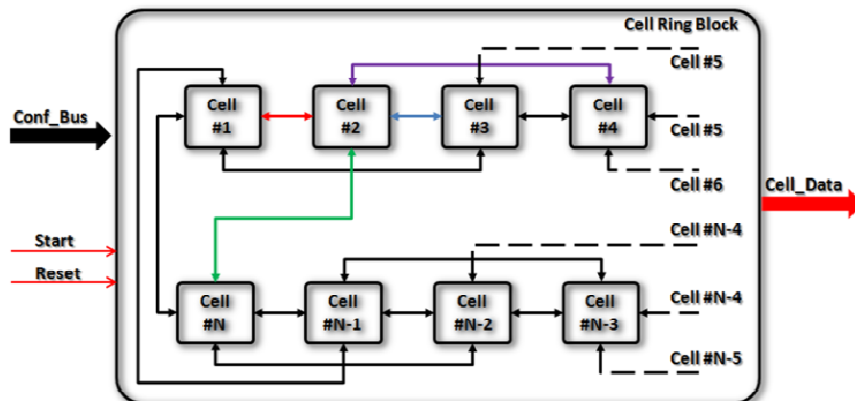 Cell Ring Block
Cell #5
Cell
#1
Cell
#2
Cell
#3
Cell
#4
Conf_Bus
Cell #5
Cell #6
Cell_Data
Cell #N-4
Start
Reset
Cell
#N
Cell
#N-1
Cell
#N-2
Cell
#N-3
Cell #N-4
Cell #N-5